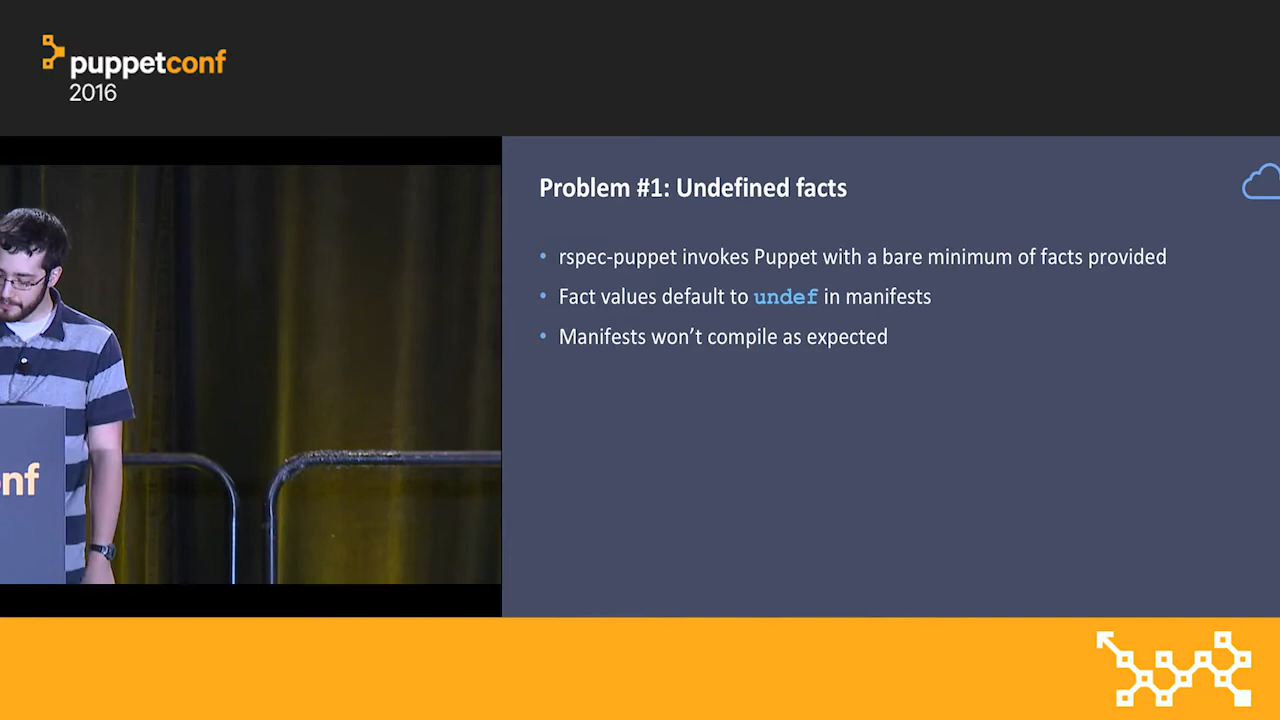 puppetconf
2016
Problem #1: Undefined facts
• rspec-puppet invokes Puppet with a bare minimum of facts provided
• Fact values default to undef in manifests
• Manifests won’t compile as expected
nf